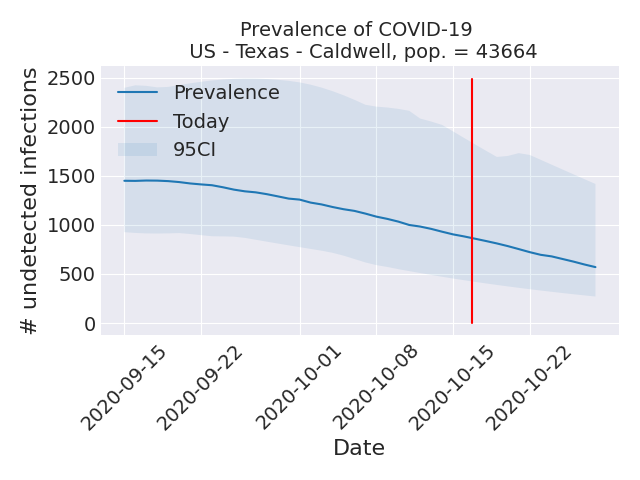 Prevalence of COVID-19
US - Texas - Caldwell, pop. = 43664
# undetected infections
2500
2000
1500
1000
500
0
Prevalence
Today
95CI
2020-09-15
2020-09-22
2020-10-01
2020-10-08
2020-10-15
2020-10-22
Date